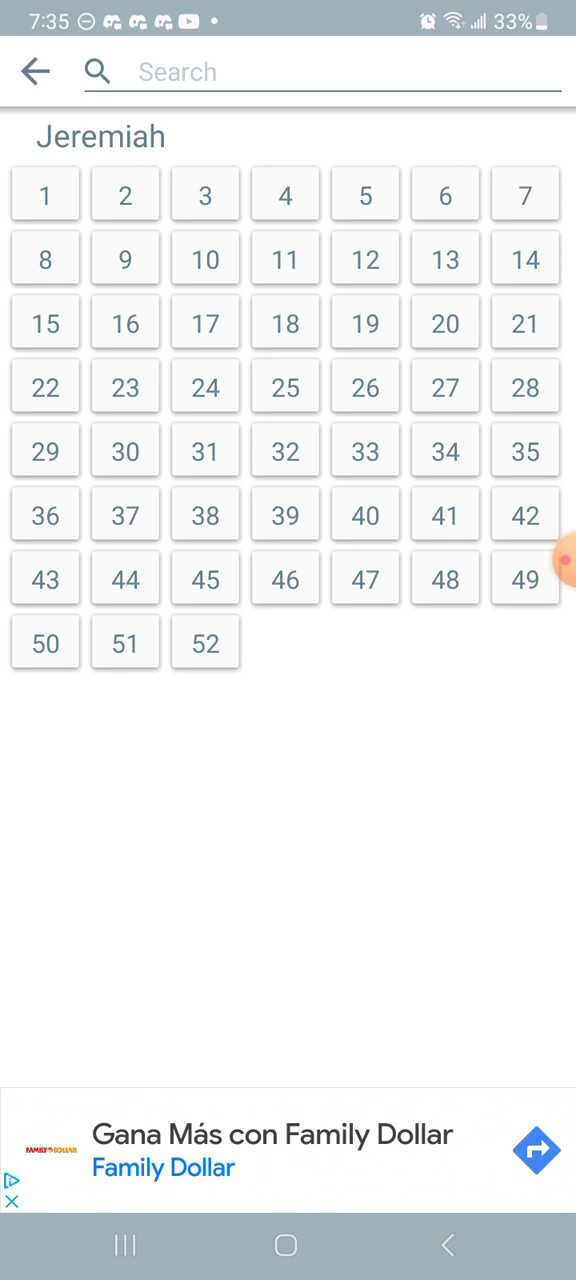 7:35 33%
Search
Jeremiah
1 2 3 4 5 6 7
8 9 10 11 12 13 14
15 16 17 18 19 20 21
22 23 24 25 26 27 28
29 30 31 32 33 34 35
36 37 38 39 40 41 42
43 44 45 46 47 48 49
50 51 52
Gana Más con Family Dollar
FAMILY DOLLAR
Family Dollar